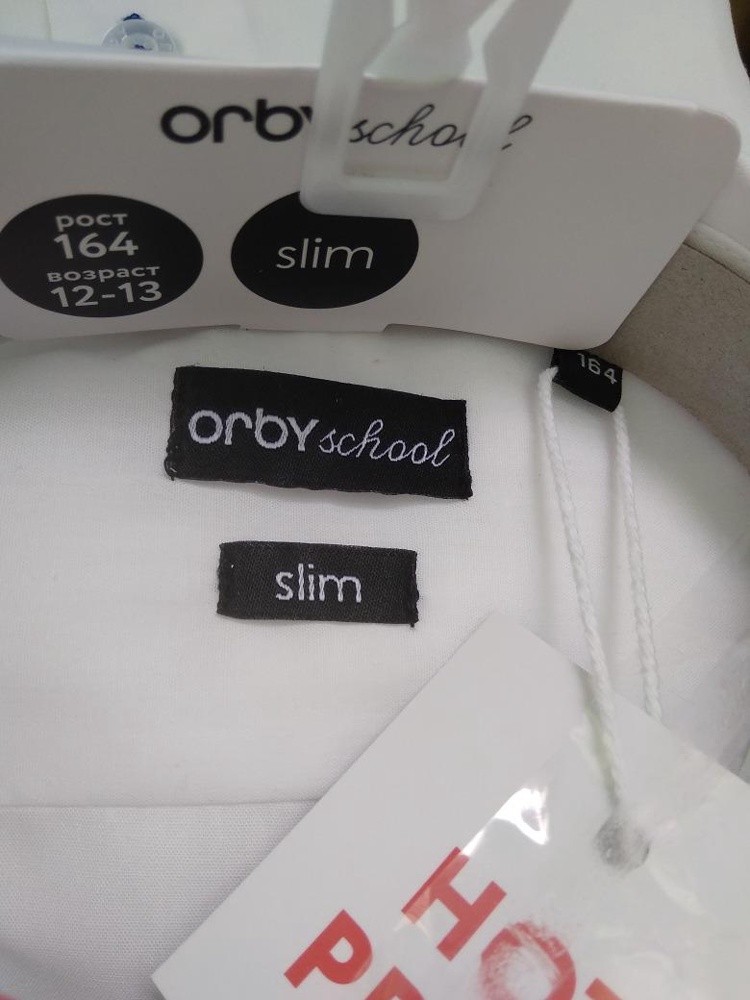 orby school
рост
164
возраст
12-13
slim
164
orby school
slim